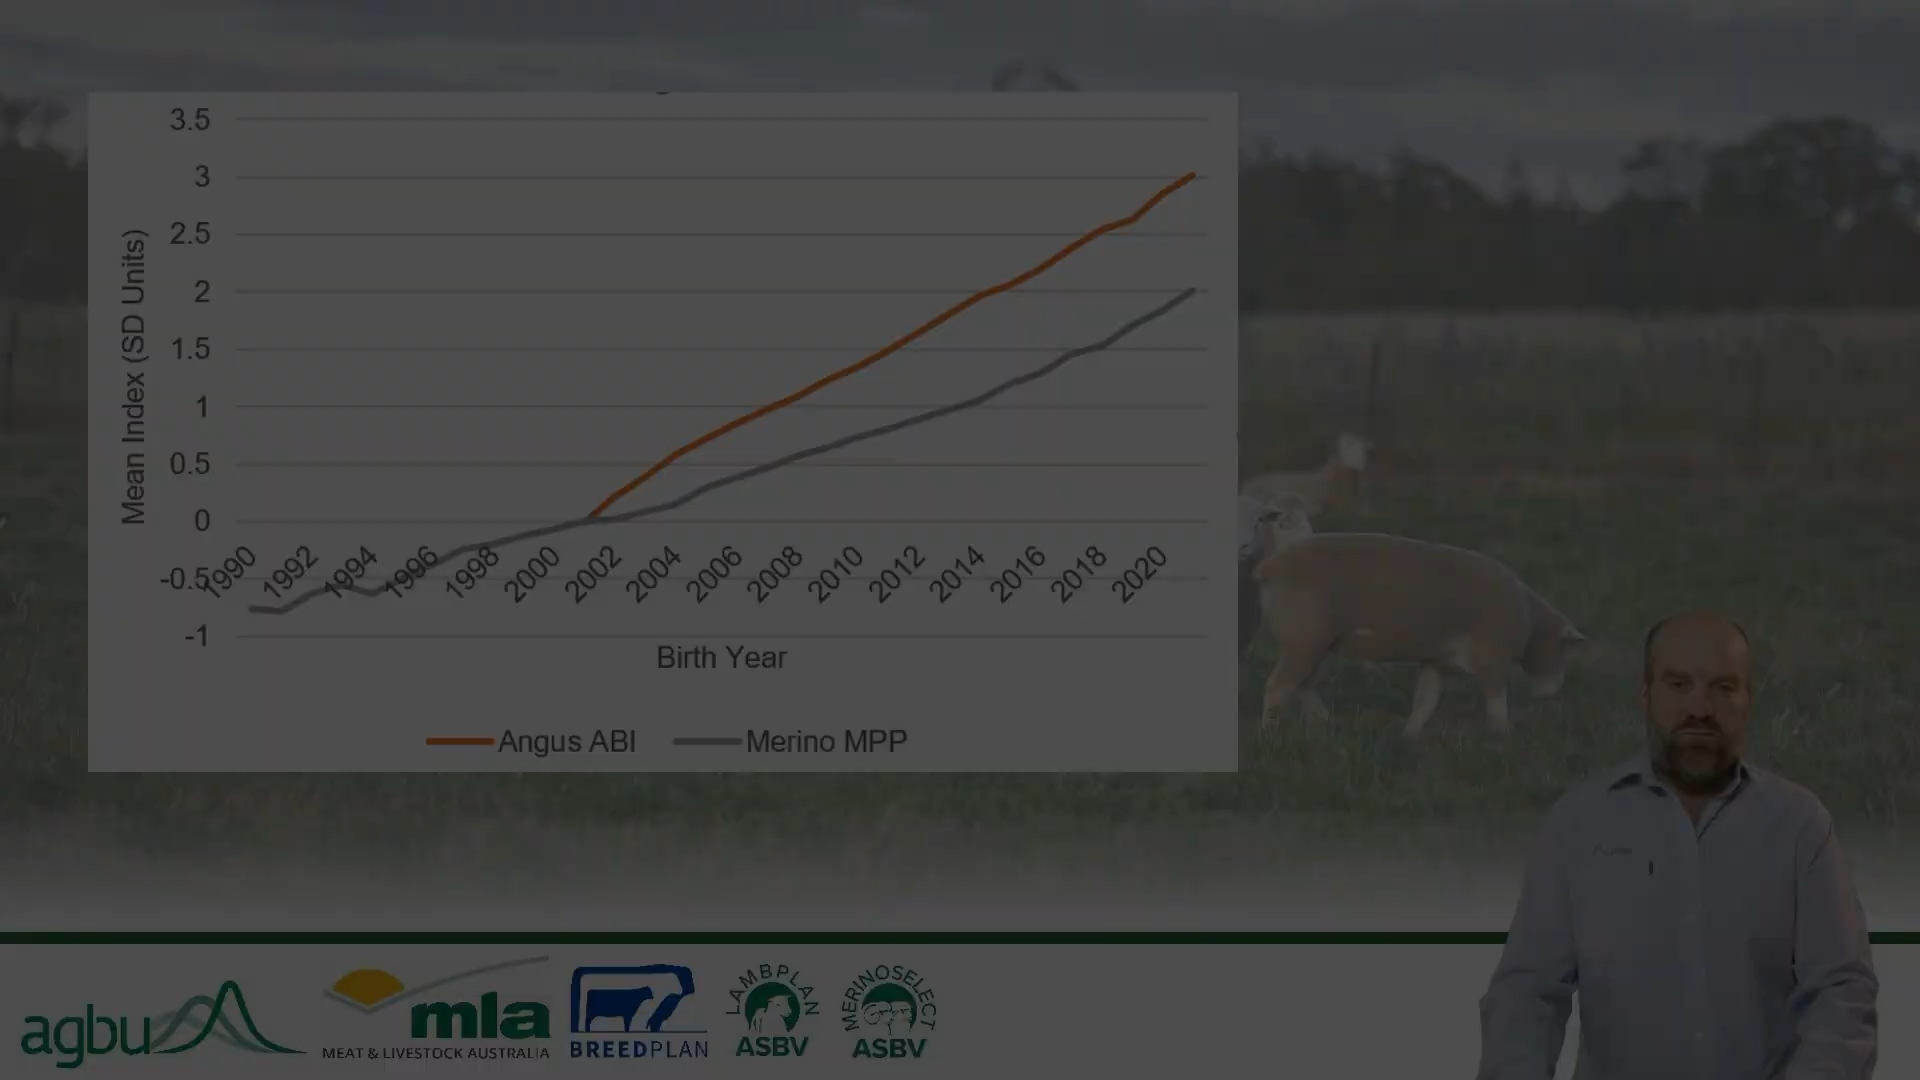 3.5
3
2.5
2
1.5
1
0.5
0
-0.5
-1
Mean Index (SD Units)
1990 1992 1994 1996 1998 2000 2002 2004 2006 2008 2010 2012 2014 2016 2018 2020
Birth Year
Angus ABI Merino MPP
agbu
mla
MEAT & LIVESTOCK AUSTRALIA
BREEDPLAN
LAMBPLAN
ASBV
MERINOSELECT
ASBV